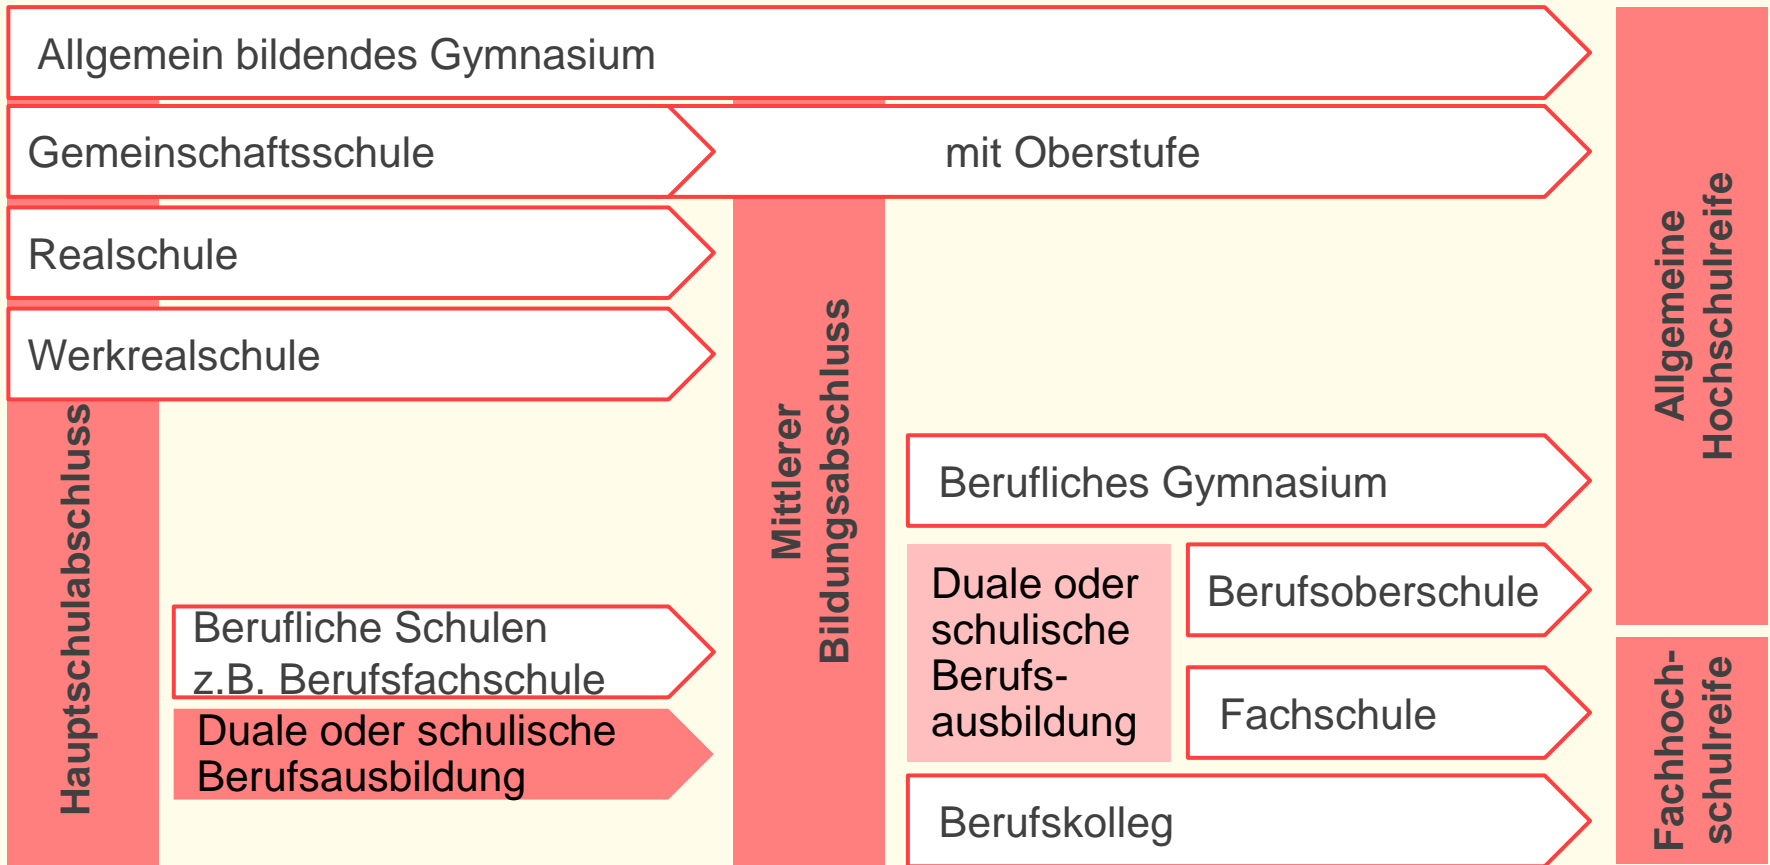 Allgemein bildendes Gymnasium
Gemeinschaftsschule
mit Oberstufe
Realschule
Werkrealschule
Hauptschulabschluss
Berufliche Schulen
z.B. Berufsfachschule
Duale oder schulische
Berufsausbildung
Mittlerer
Bildungsabschluss
Berufliches Gymnasium
Duale oder
schulische
Berufs-
ausbildung
Berufsoberschule
Fachschule
Berufskolleg
Allgemeine
Hochschulreife
Fachhoch-
schulreife